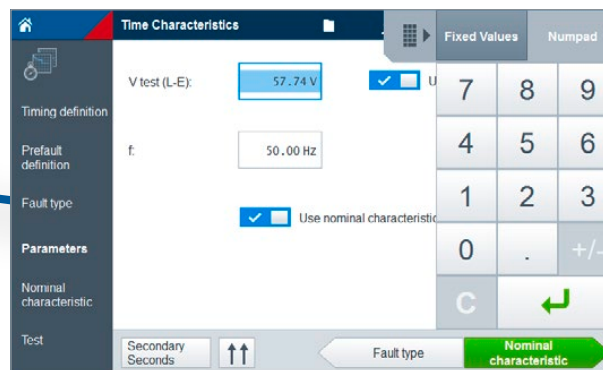 Time Characteristics
Fixed Values
Numpad
Timing definition
Prefault
definition
Fault type
Parameters
Nominal
characteristic
Test
V test (L-E):
57.74 V
U
f:
50.00 Hz
Use nominal characteristic
7 8 9
4 5 6
1 2 3
0 . +/-
C
Secondary
Seconds
Fault type
Nominal
characteristic